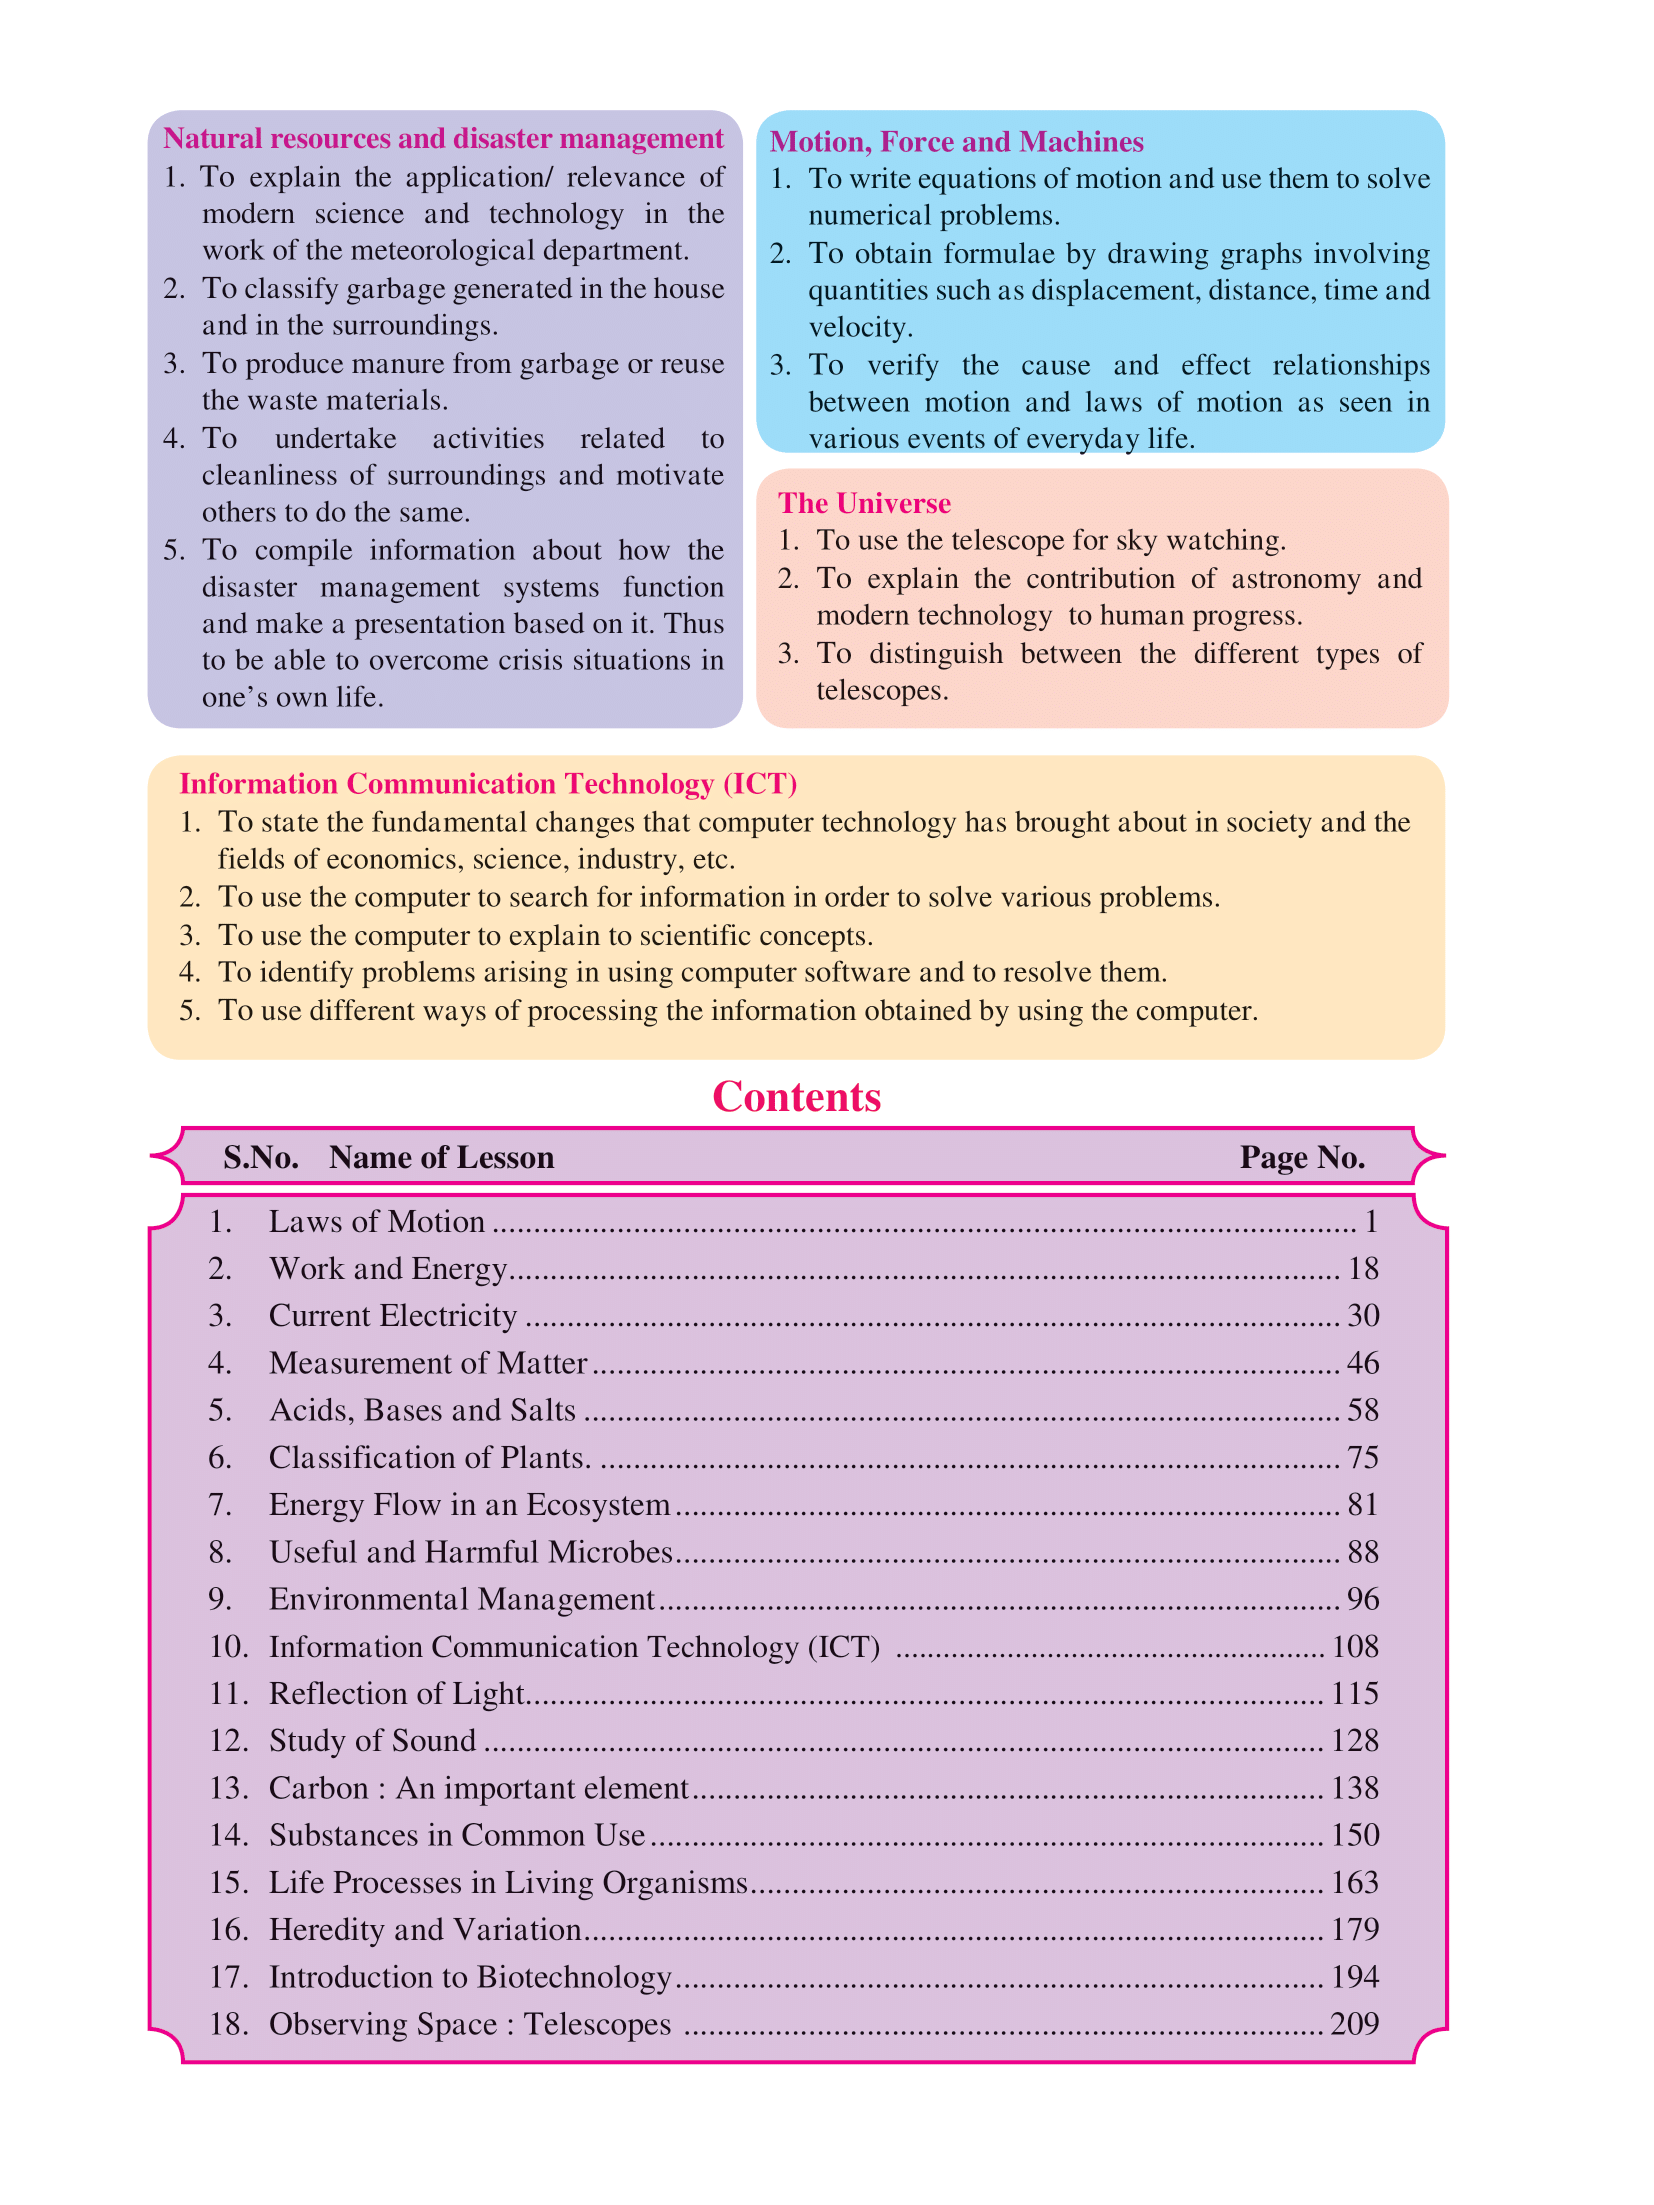 Natural resources and disaster management
1. To explain the application/ relevance of
modern science and technology in the
work of the meteorological department.
2. To classify garbage generated in the house
and in the surroundings.
3. To produce manure from garbage or reuse
the waste materials.
4. To undertake activities related to
cleanliness of surroundings and motivate
others to do the same.
5. To compile information about how the
disaster management systems function
and make a presentation based on it. Thus
to be able to overcome crisis situations in
one's own life.
Motion, Force and Machines
1. To write equations of motion and use them to solve
numerical problems.
2. To obtain formulae by drawing graphs involving
quantities such as displacement, distance, time and
velocity.
3. To verify the cause and effect relationships
between motion and laws of motion as seen in
various events of everyday life.
The Universe
1. To use the telescope for sky watching.
2. To explain the contribution of astronomy and
modern technology to human progress.
3. To distinguish between the different types of
telescopes.
Information Communication Technology (ICT)
1. To state the fundamental changes that computer technology has brought about in society and the
fields of economics, science, industry, etc.
2. To use the computer to search for information in order to solve various problems.
3. To use the computer to explain to scientific concepts.
4. To identify problems arising in using computer software and to resolve them.
5. To use different ways of processing the information obtained by using the computer.
Contents
S.No. Name of Lesson Page No.
1. Laws of Motion ........................................................................................................ 1
2. Work and Energy.................................................................................................... 18
3. Current Electricity .................................................................................................. 30
4. Measurement of Matter.......................................................................................... 46
5. Acids, Bases and Salts ........................................................................................... 58
6. Classification of Plants. ......................................................................................... 75
7. Energy Flow in an Ecosystem................................................................................ 81
8. Useful and Harmful Microbes................................................................................ 88
9. Environmental Management.................................................................................. 96
10. Information Communication Technology (ICT) .................................................... 108
11. Reflection of Light................................................................................................ 115
12. Study of Sound ..................................................................................................... 128
13. Carbon : An important element............................................................................ 138
14. Substances in Common Use................................................................................. 150
15. Life Processes in Living Organisms..................................................................... 163
16. Heredity and Variation......................................................................................... 179
17. Introduction to Biotechnology.............................................................................. 194
18. Observing Space : Telescopes ............................................................................. 209